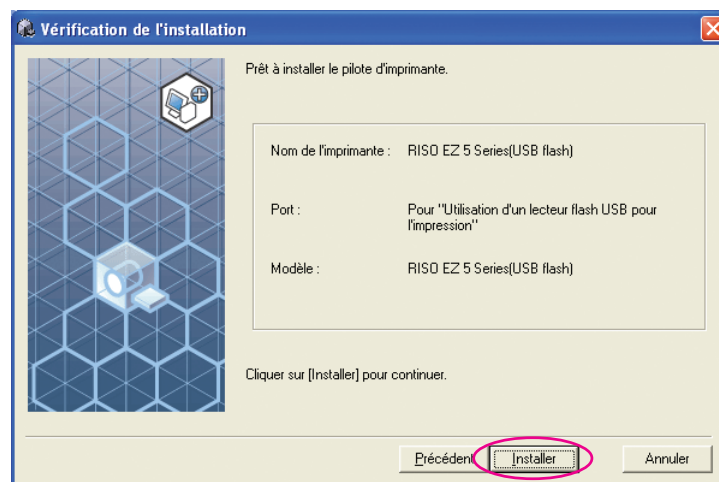 Vérification de l'installation
Prêt à installer le pilote d'imprimante.
Nom de l'imprimante : RISO EZ 5 Series(USB flash)
Port : Pour "Utilisation d'un lecteur flash USB pour
l'impression"
Modèle : RISO EZ 5 Series(USB flash)
Cliquer sur [Installer] pour continuer.
Précédent Installer Annuler